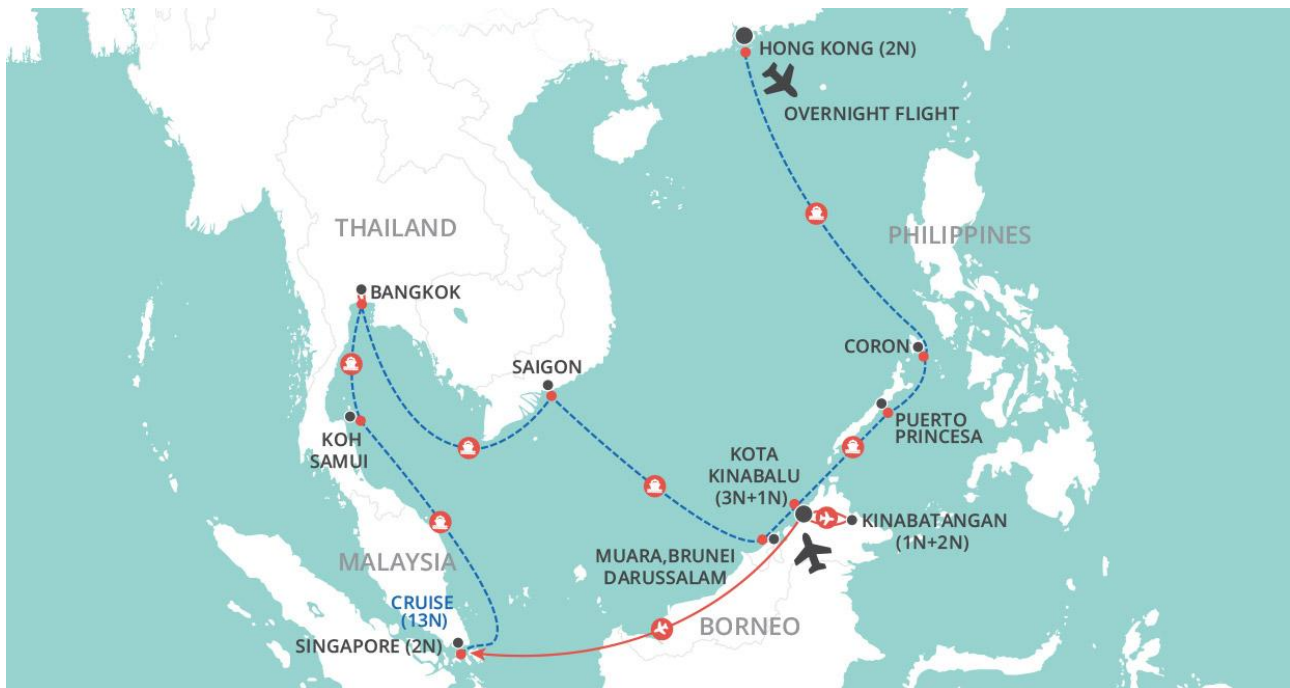 HONG KONG (2N)
OVERNIGHT FLIGHT
THAILAND
PHILIPPINES
BANGKOK
CORON
SAIGON
PUERTO
PRINCESA
KOH
SAMUI
KOTA
KINABALU
(3N+1N)
KINABATANGAN
(1N+2N)
MUARA,BRUNEI
DARUSSALAM
MALAYSIA
CRUISE
(13N)
BORNEO
SINGAPORE (2N)